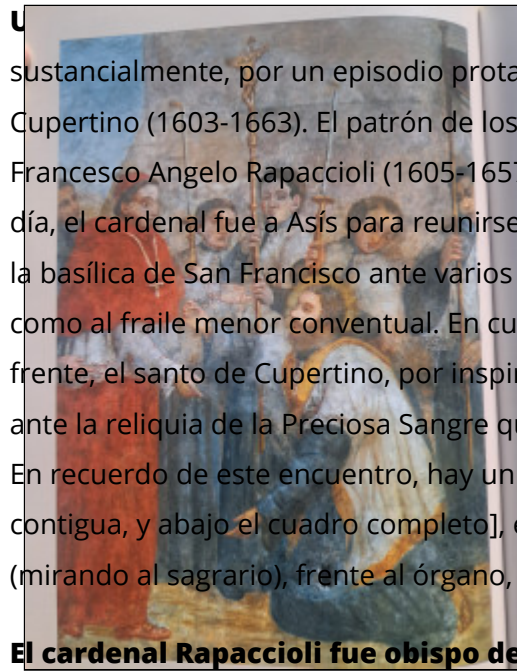 U
sustancialmente, por un episodio prota
Cupertino (1603-1663). El patrón de los
Francesco Angelo Rapaccioli (1605-1657
día, el cardenal fue a Asís para reunirse
la basílica de San Francisco ante varios
como al fraile menor conventual. En cu
frente, el santo de Cupertino, por inspi
ante la reliquia de la Preciosa Sangre qu
En recuerdo de este encuentro, hay un
contigua, y abajo el cuadro completo],
(mirando al sagrario), frente al órgano,
El cardenal Rapaccioli fue obispo de